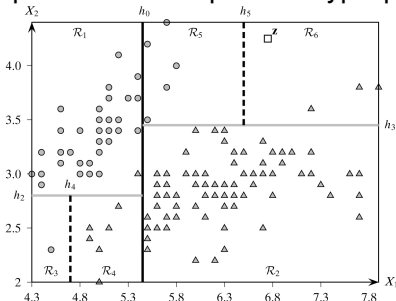 X₂
h₀
h₅
R₁
R₅
R₆
z
4.0
3.5
h₃
3.0
h₄
h₂
2.5
R₃
R₄
R₂
2
X₁
4.3
4.8
5.3
5.8
6.3
6.8
7.3
7.8